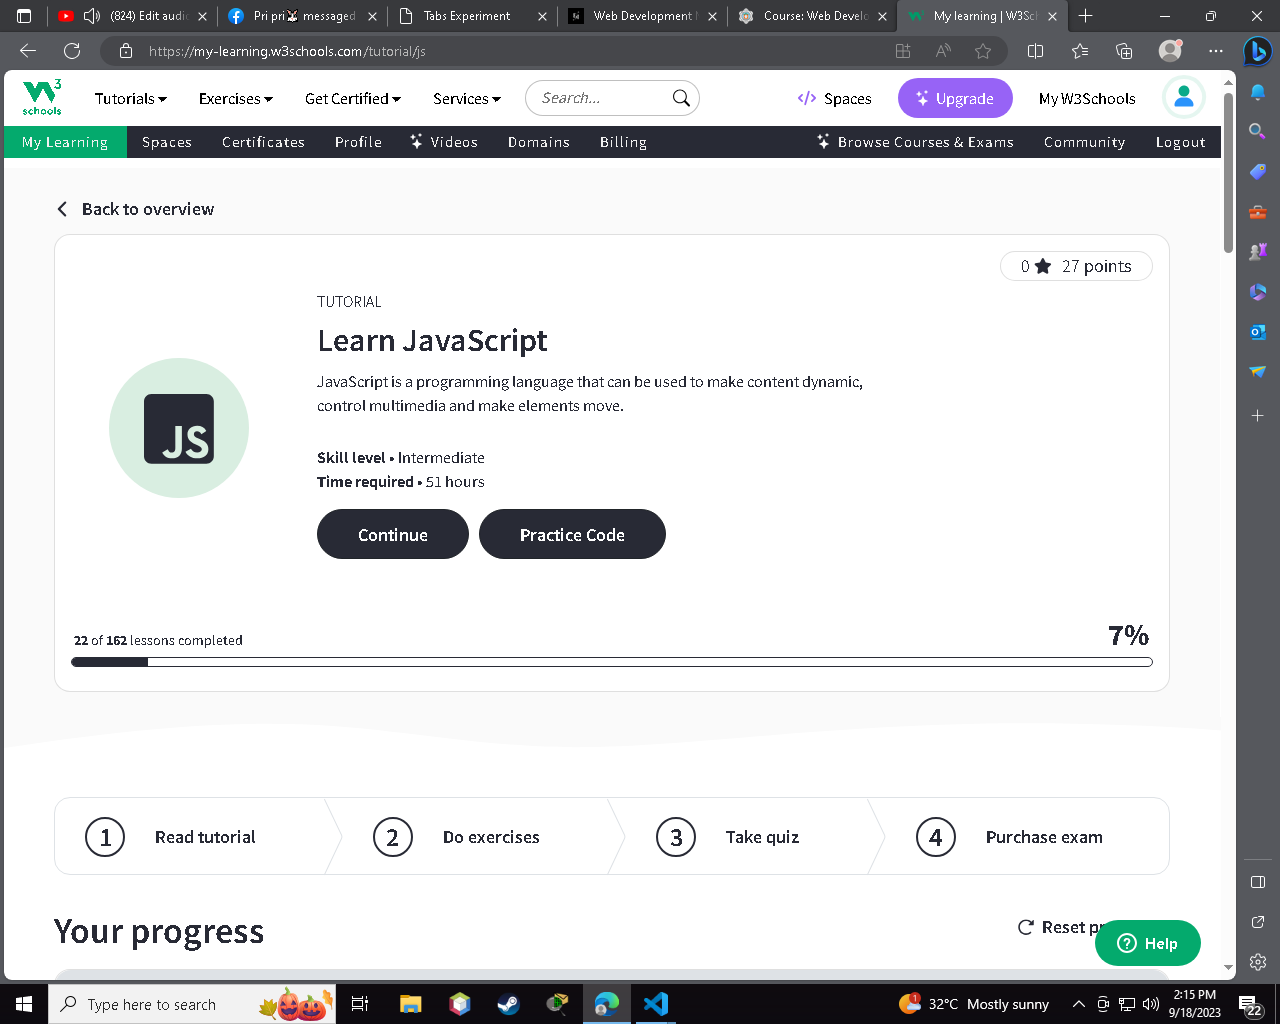 (824) Edit audio
Pri pri messaged
Tabs Experiment
Web Development
Course: Web Develo
My learning | W3Sch
https://my-learning.w3schools.com/tutorial/js
W3 schools
Tutorials
Exercises
Get Certified
Services
Search...
Spaces
Upgrade
My W3Schools
My Learning
Spaces
Certificates
Profile
Videos
Domains
Billing
Browse Courses & Exams
Community
Logout
Back to overview
0 ★ 27 points
TUTORIAL
Learn JavaScript
JavaScript is a programming language that can be used to make content dynamic,
control multimedia and make elements move.
JS
Skill level • Intermediate
Time required • 51 hours
Continue
Practice Code
22 of 162 lessons completed
7%
1 Read tutorial
2 Do exercises
3 Take quiz
4 Purchase exam
Your progress
Reset pr
Help
Type here to search
1
32°C Mostly sunny
2:15 PM
9/18/2023
22